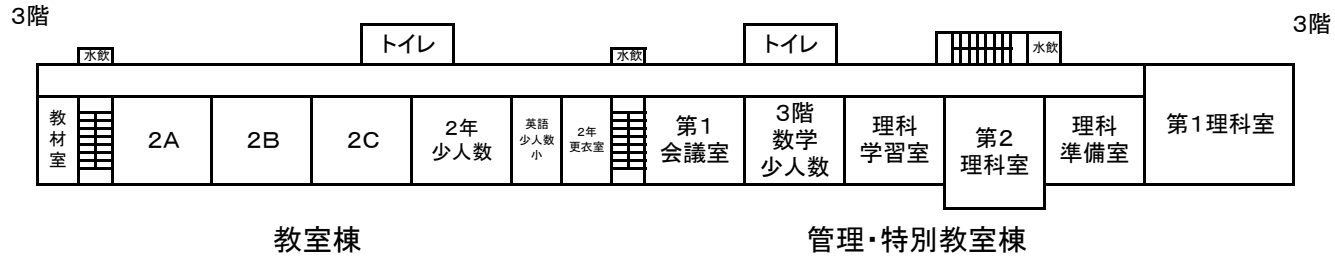 3階
3階
トイレ
トイレ
水飲
水飲
水飲
教
材
室
2A
2B
2C
2年
少人数
英語
少人数
小
2年
更衣室
第1
会議室
3階
数学
少人数
理科
学習室
第2
理科室
理科
準備室
第1理科室
教室棟
管理・特別教室棟